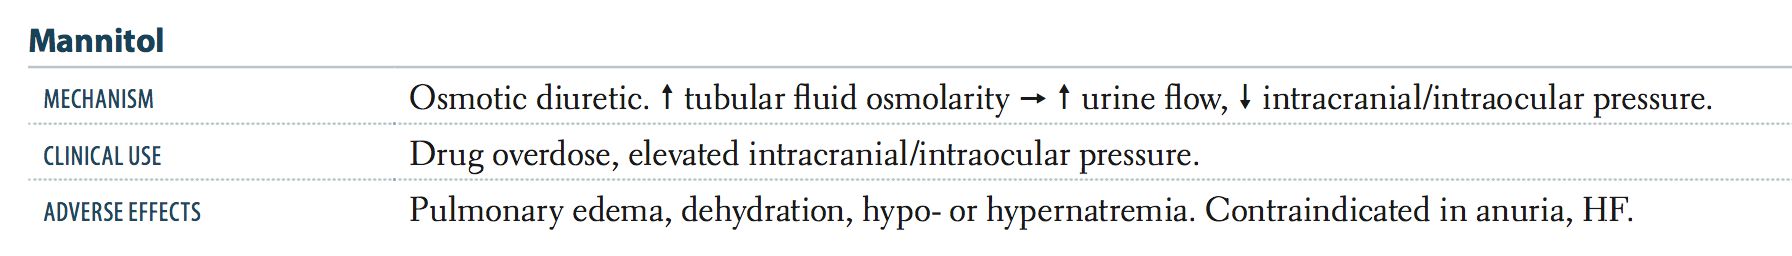 Mannitol
MECHANISM Osmotic diuretic. ↑ tubular fluid osmolarity → ↑ urine flow, ↓ intracranial/intraocular pressure.
CLINICAL USE Drug overdose, elevated intracranial/intraocular pressure.
ADVERSE EFFECTS Pulmonary edema, dehydration, hypo- or hypernatremia. Contraindicated in anuria, HF.